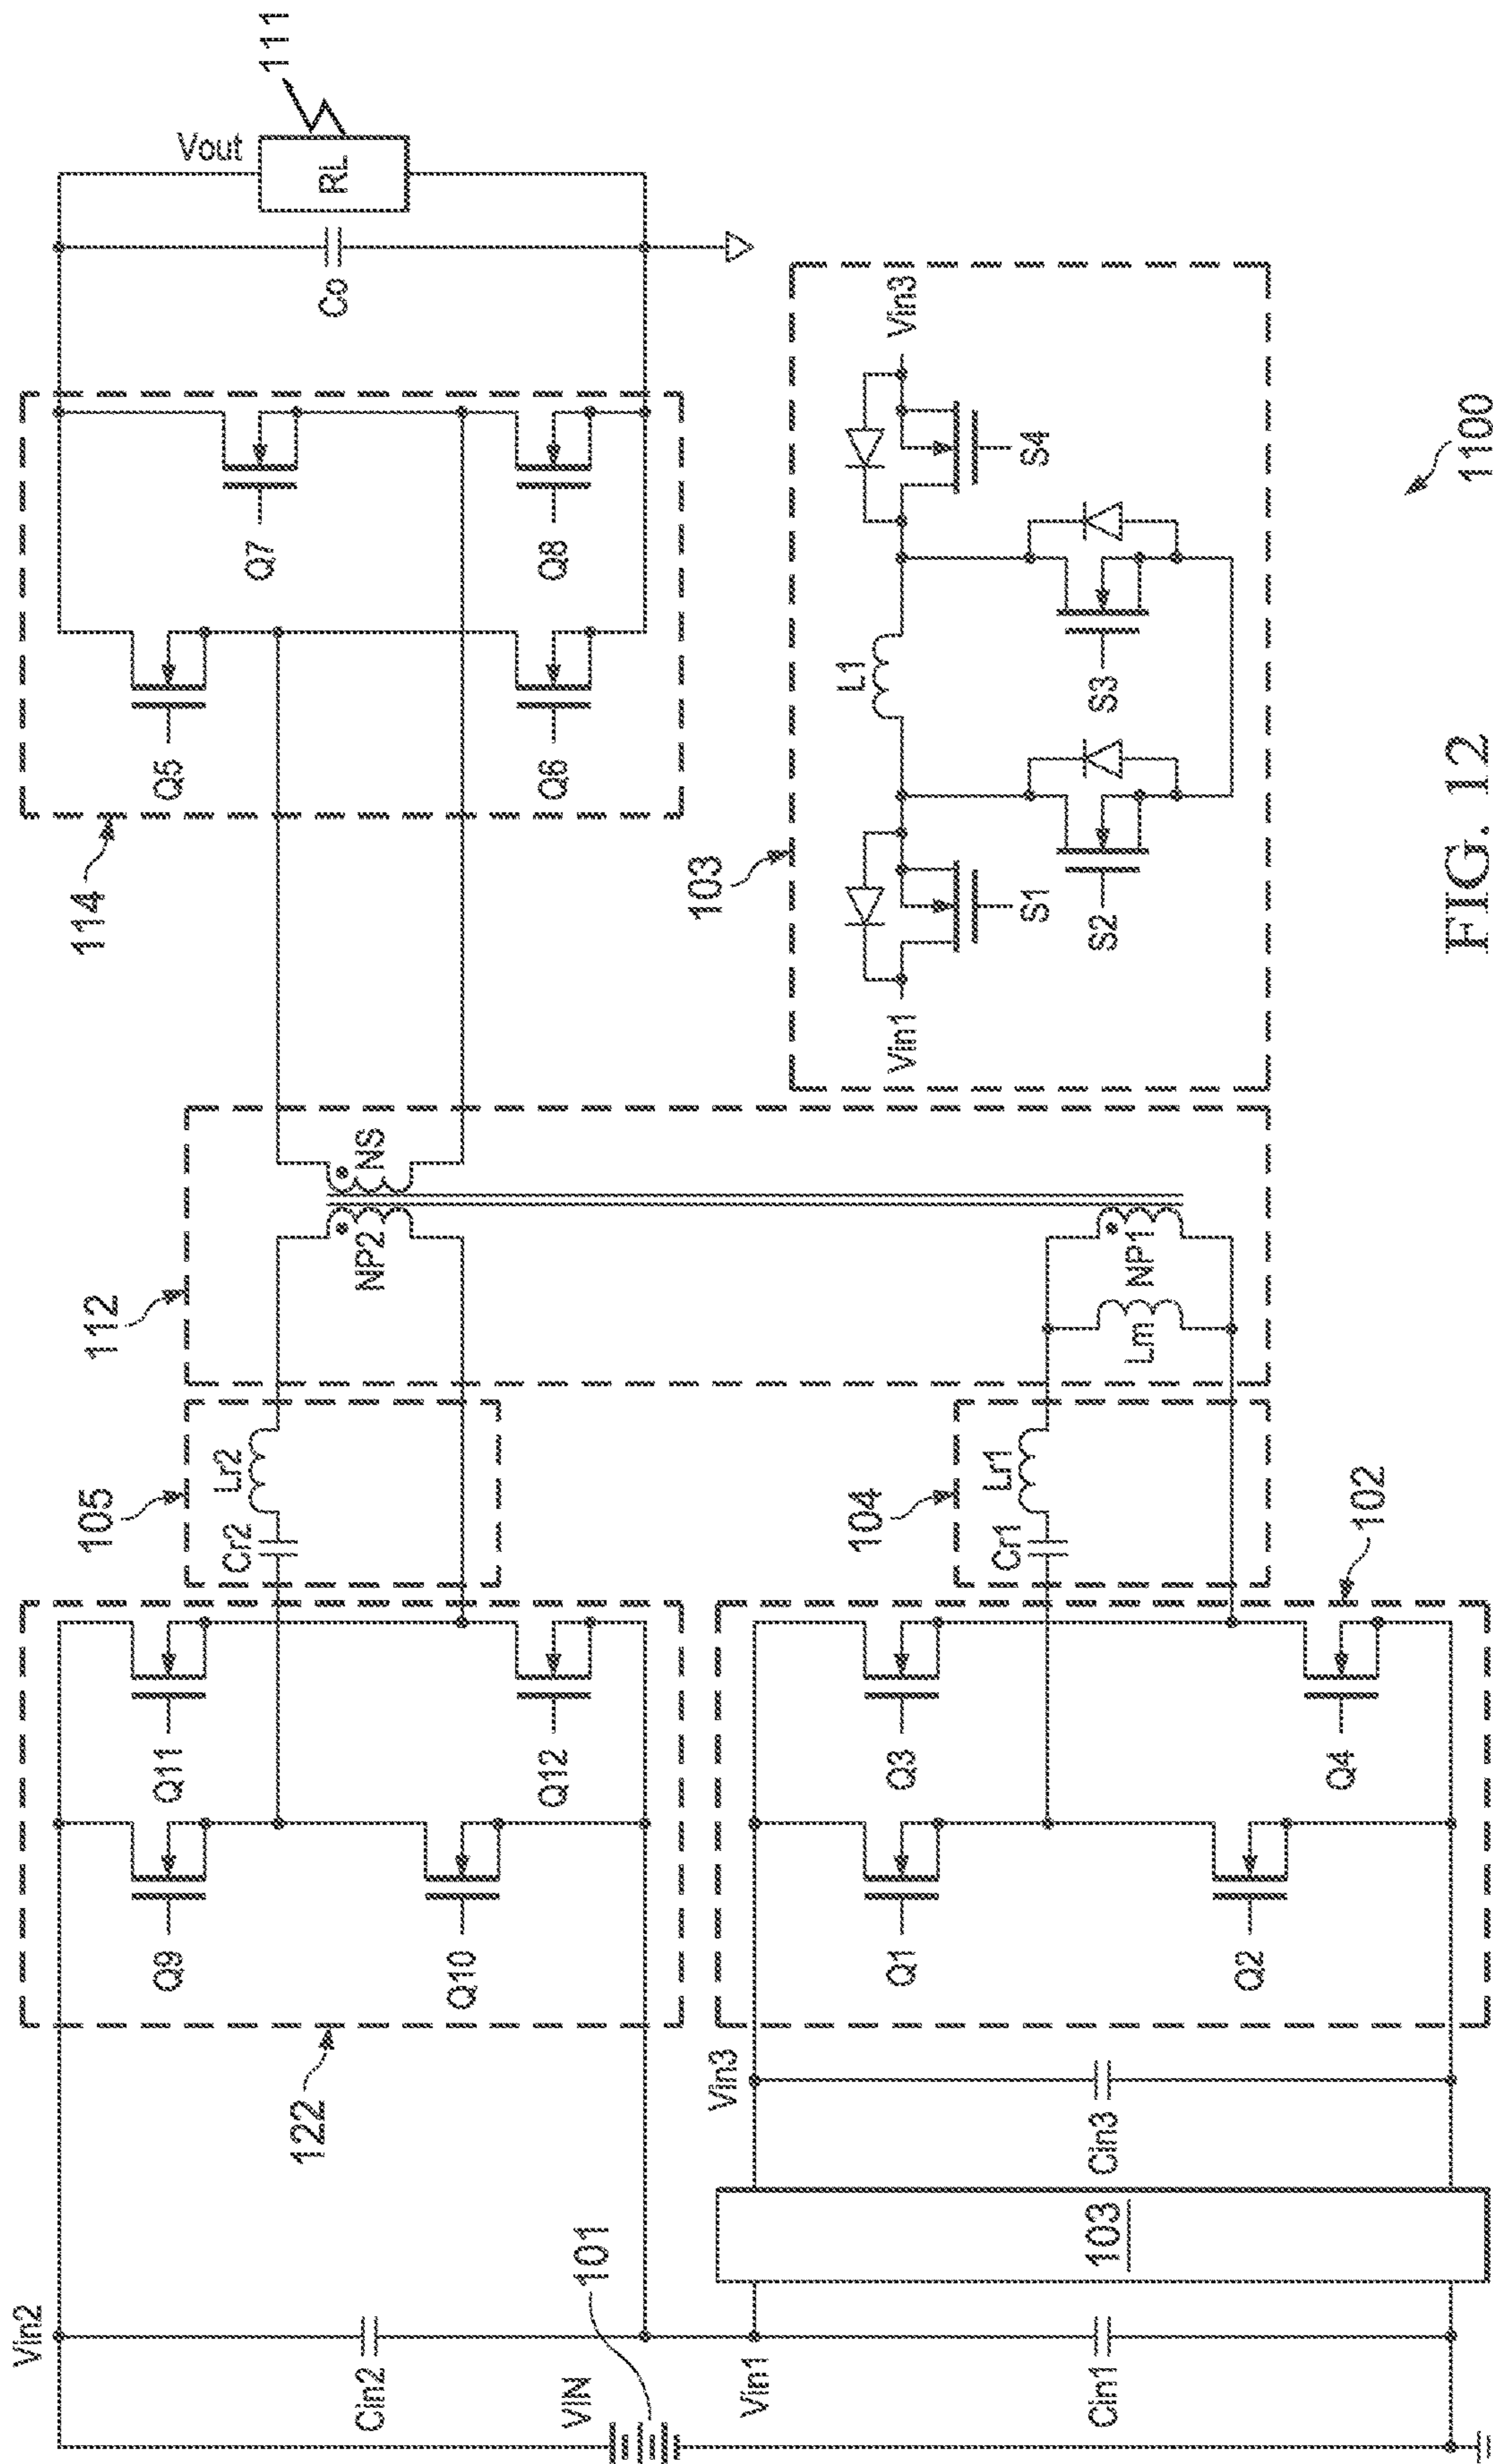 Vin2
Cin2
VIN
101
Vin1
Cin1
103
Vin3
Cin3
122
Q9
Q10
Q11
Q12
Q1
Q2
Q3
Q4
102
105
Cr2
Lr2
104
Cr1
Lr1
112
NP2
NS
Lm
NP1
114
Q5
Q6
Q7
Q8
Vout
Co
RL
111
103
Vin1
S1
S2
L1
S3
S4
Vin3
1100
FIG. 12